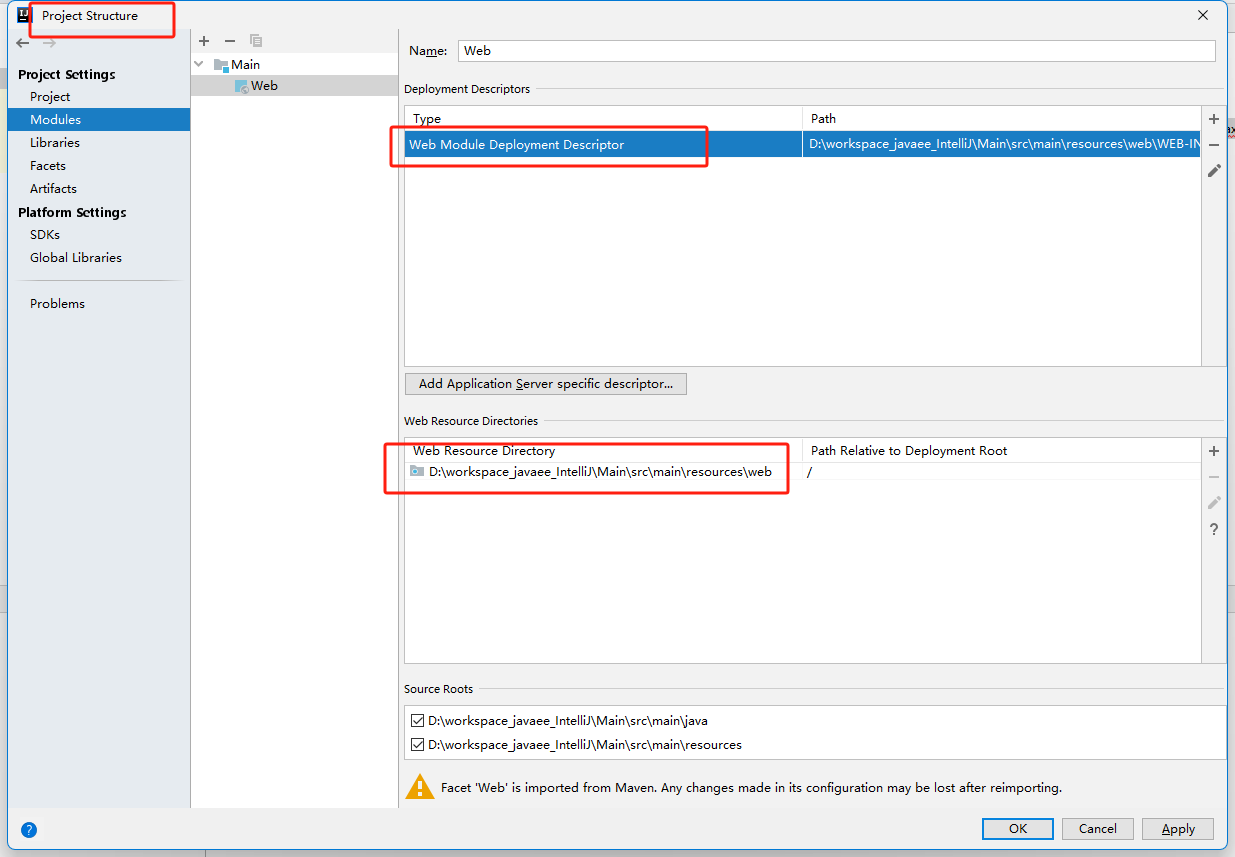 Project Structure
Project Settings
Project
Modules
Libraries
Facets
Artifacts
Platform Settings
SDKs
Global Libraries
Problems
Main
Web
Name: Web
Deployment Descriptors
Type Path
Web Module Deployment Descriptor D:\workspace_javaee_IntelliJ\Main\src\main\resources\web\WEB-IN
Add Application Server specific descriptor...
Web Resource Directories
Web Resource Directory Path Relative to Deployment Root
D:\workspace_javaee_IntelliJ\Main\src\main\resources\web /
Source Roots
D:\workspace_javaee_IntelliJ\Main\src\main\java
D:\workspace_javaee_IntelliJ\Main\src\main\resources
Facet 'Web' is imported from Maven. Any changes made in its configuration may be lost after reimporting.
OK Cancel Apply